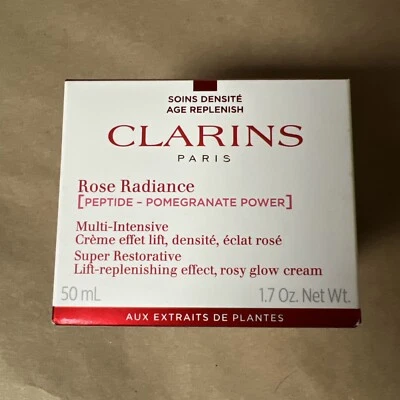 SOINS DENSITÉ
AGE REPLENISH
CLARINS
PARIS
Rose Radiance
[PEPTIDE – POMEGRANATE POWER]
Multi-Intensive
Crème effet lift, densité, éclat rosé
Super Restorative
Lift-replenishing effect, rosy glow cream
50 mL 1.7 Oz. Net Wt.
AUX EXTRAITS DE PLANTES